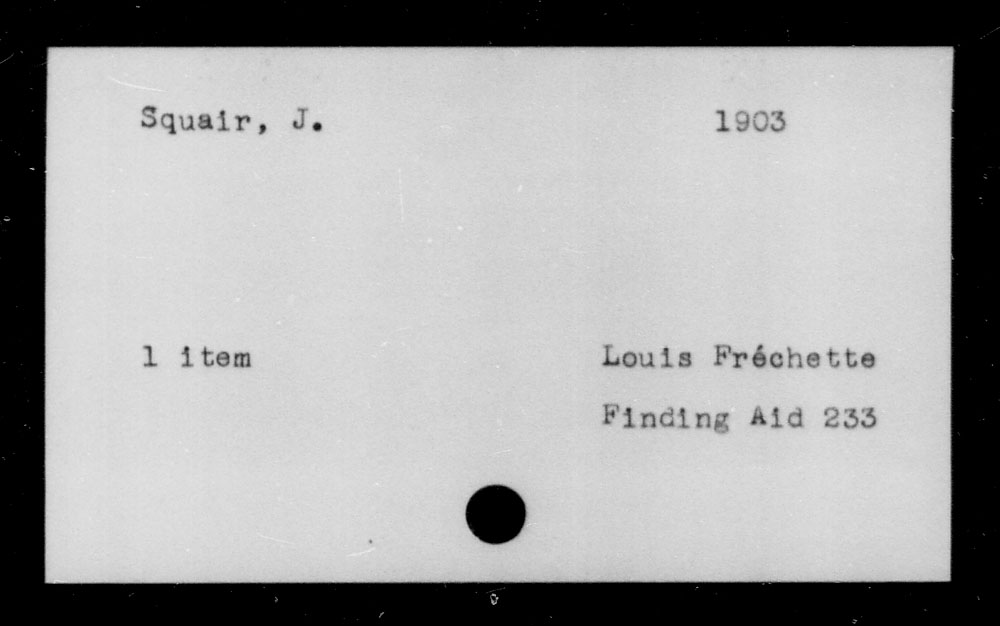 Squair, J. 1903
1 item Louis Fréchette
Finding Aid 233